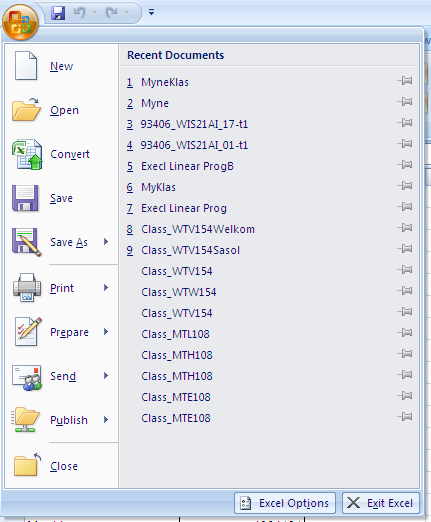 New
Open
Convert
Save
Save As
Print
Prepare
Send
Publish
Close
Recent Documents
1 MyneKlas
2 Myne
3 93406_WIS21AI_17-t1
4 93406_WIS21AI_01-t1
5 Execl Linear ProgB
6 MyKlas
7 Execl Linear Prog
8 Class_WTV154Welkom
9 Class_WTV154Sasol
Class_WTV154
Class_WTW154
Class_WTV154
Class_MTL108
Class_MTH108
Class_MTH108
Class_MTE108
Class_MTE108
Excel Options
Exit Excel